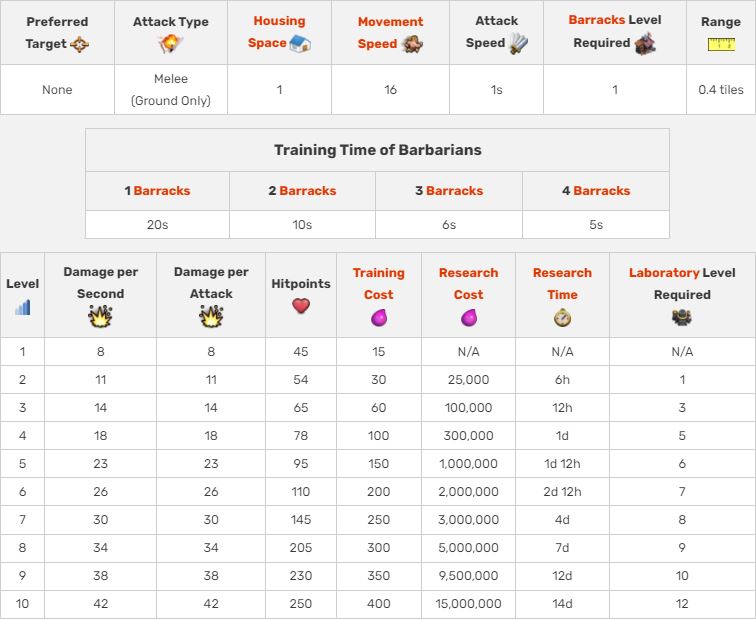 Preferred Target Attack Type Housing Space Movement Speed Attack Speed Barracks Level Required Range
None Melee (Ground Only) 1 16 1s 1 0.4 tiles
Training Time of Barbarians
1 Barracks 2 Barracks 3 Barracks 4 Barracks
20s 10s 6s 5s
Level Damage per Second Damage per Attack Hitpoints Training Cost Research Cost Research Time Laboratory Level Required
1 8 8 45 15 N/A N/A N/A
2 11 11 54 30 25,000 6h 1
3 14 14 65 60 100,000 12h 3
4 18 18 78 100 300,000 1d 5
5 23 23 95 150 1,000,000 1d 12h 6
6 26 26 110 200 2,000,000 2d 12h 7
7 30 30 145 250 3,000,000 4d 8
8 34 34 205 300 5,000,000 7d 9
9 38 38 230 350 9,500,000 12d 10
10 42 42 250 400 15,000,000 14d 12